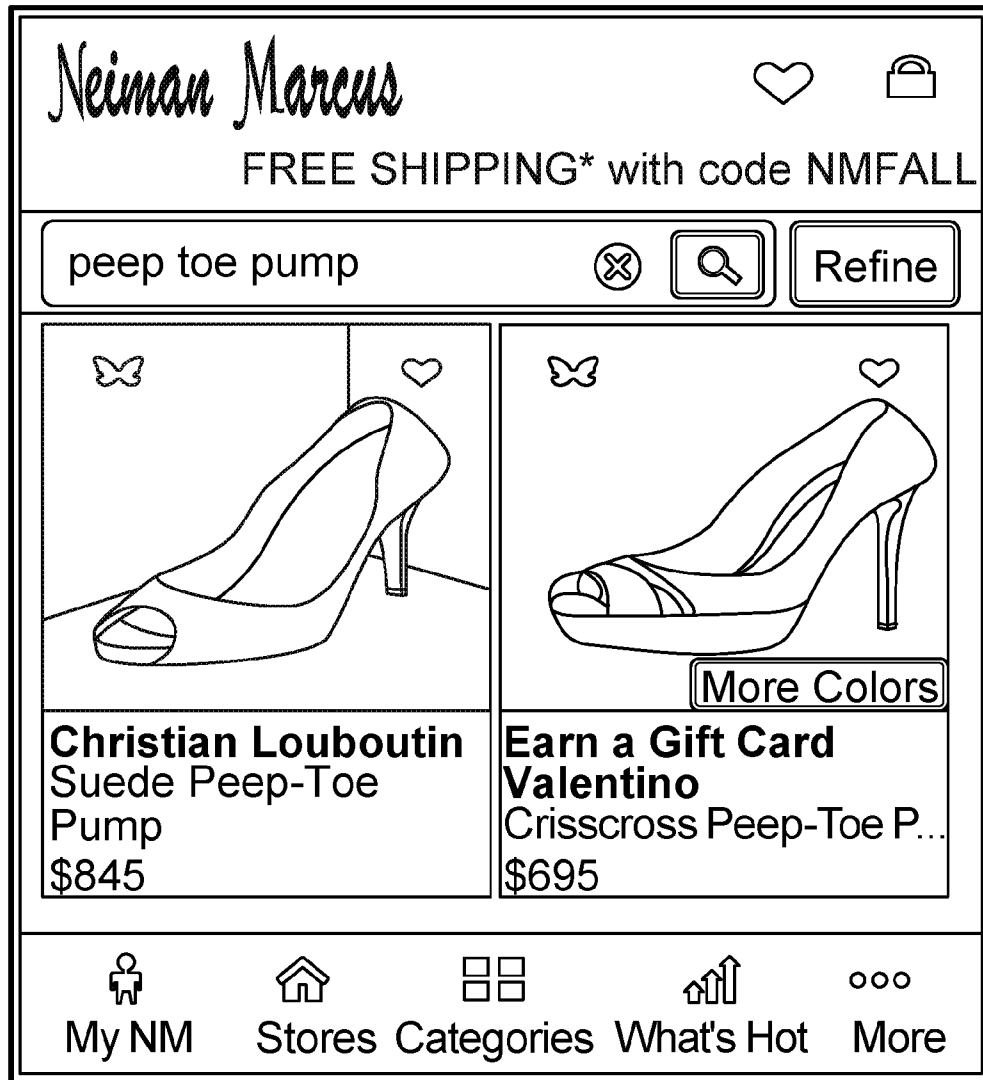 Neiman Marcus
FREE SHIPPING* with code NMFALL
peep toe pump
Refine
More Colors
Christian Louboutin
Suede Peep-Toe
Pump
$845
Earn a Gift Card
Valentino
Crisscross Peep-Toe P...
$695
My NM
Stores
Categories
What's Hot
More